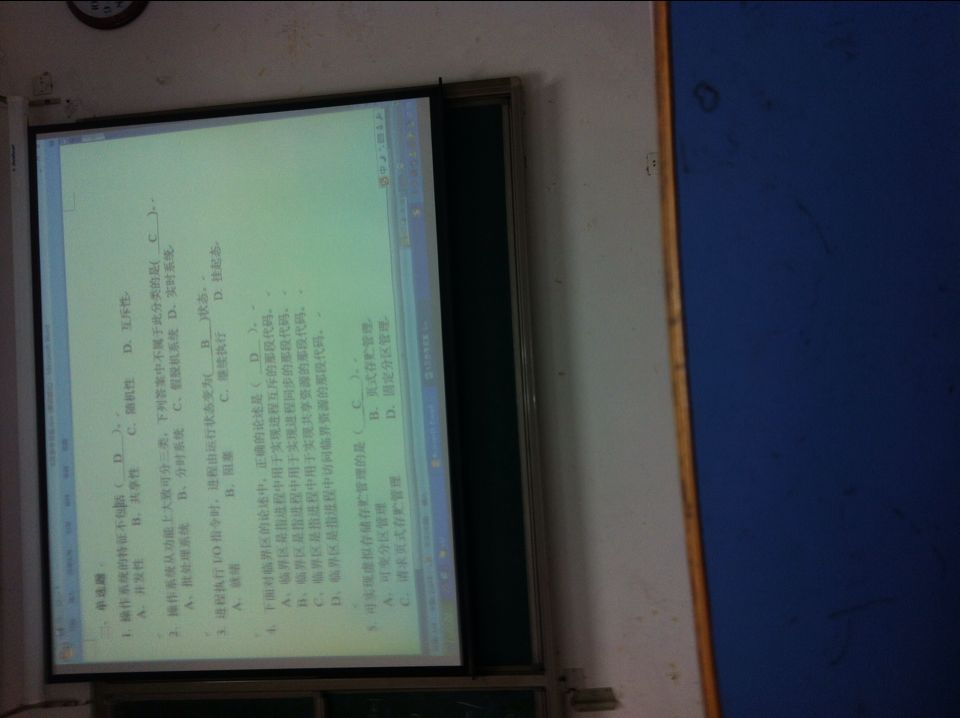 二、单选题
1. 操作系统的特征不包括（ D ）。
A. 并发性 B. 共享性 C. 随机性 D. 互斥性
2. 操作系统从功能上大致可分三类，下列答案中不属于此分类的是( C )。
A、批处理系统 B、分时系统 C、假脱机系统 D、实时系统
3. 进程执行 I/O 指令时，进程由运行状态变为( B )状态。
A. 就绪 B. 阻塞 C. 继续执行 D. 挂起态
4. 下面对临界区的论述中，正确的论述是（ D ）。
A、临界区是指进程中用于实现进程互斥的那段代码。
B、临界区是指进程中用于实现进程同步的那段代码。
C、临界区是指进程中用于实现共享资源的那段代码。
D、临界区是指进程中访问临界资源的那段代码。
5. 可实现虚拟存储存贮管理的是（ C ）。
A. 可变分区管理 B. 页式存贮管理
C. 请求页式存贮管理 D. 固定分区管理
中